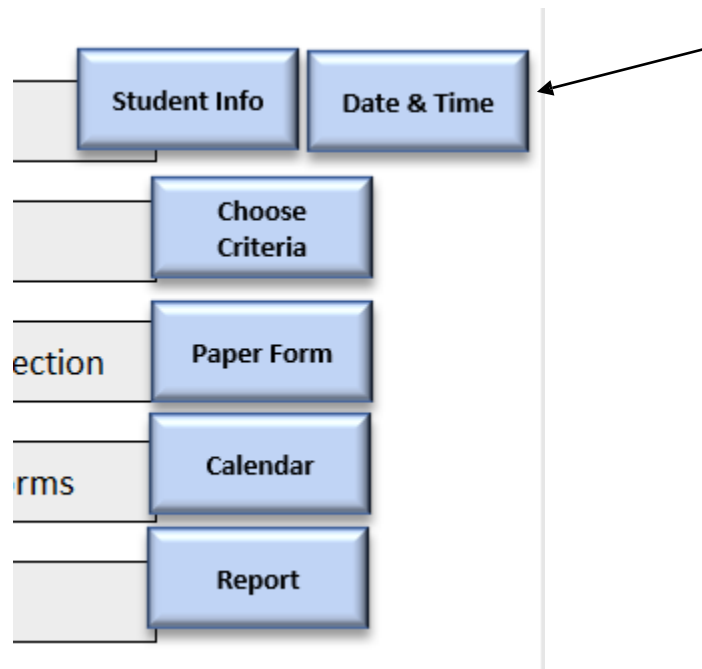 Student Info
Date & Time
Choose
Criteria
Paper Form
ection
Calendar
rms
Report